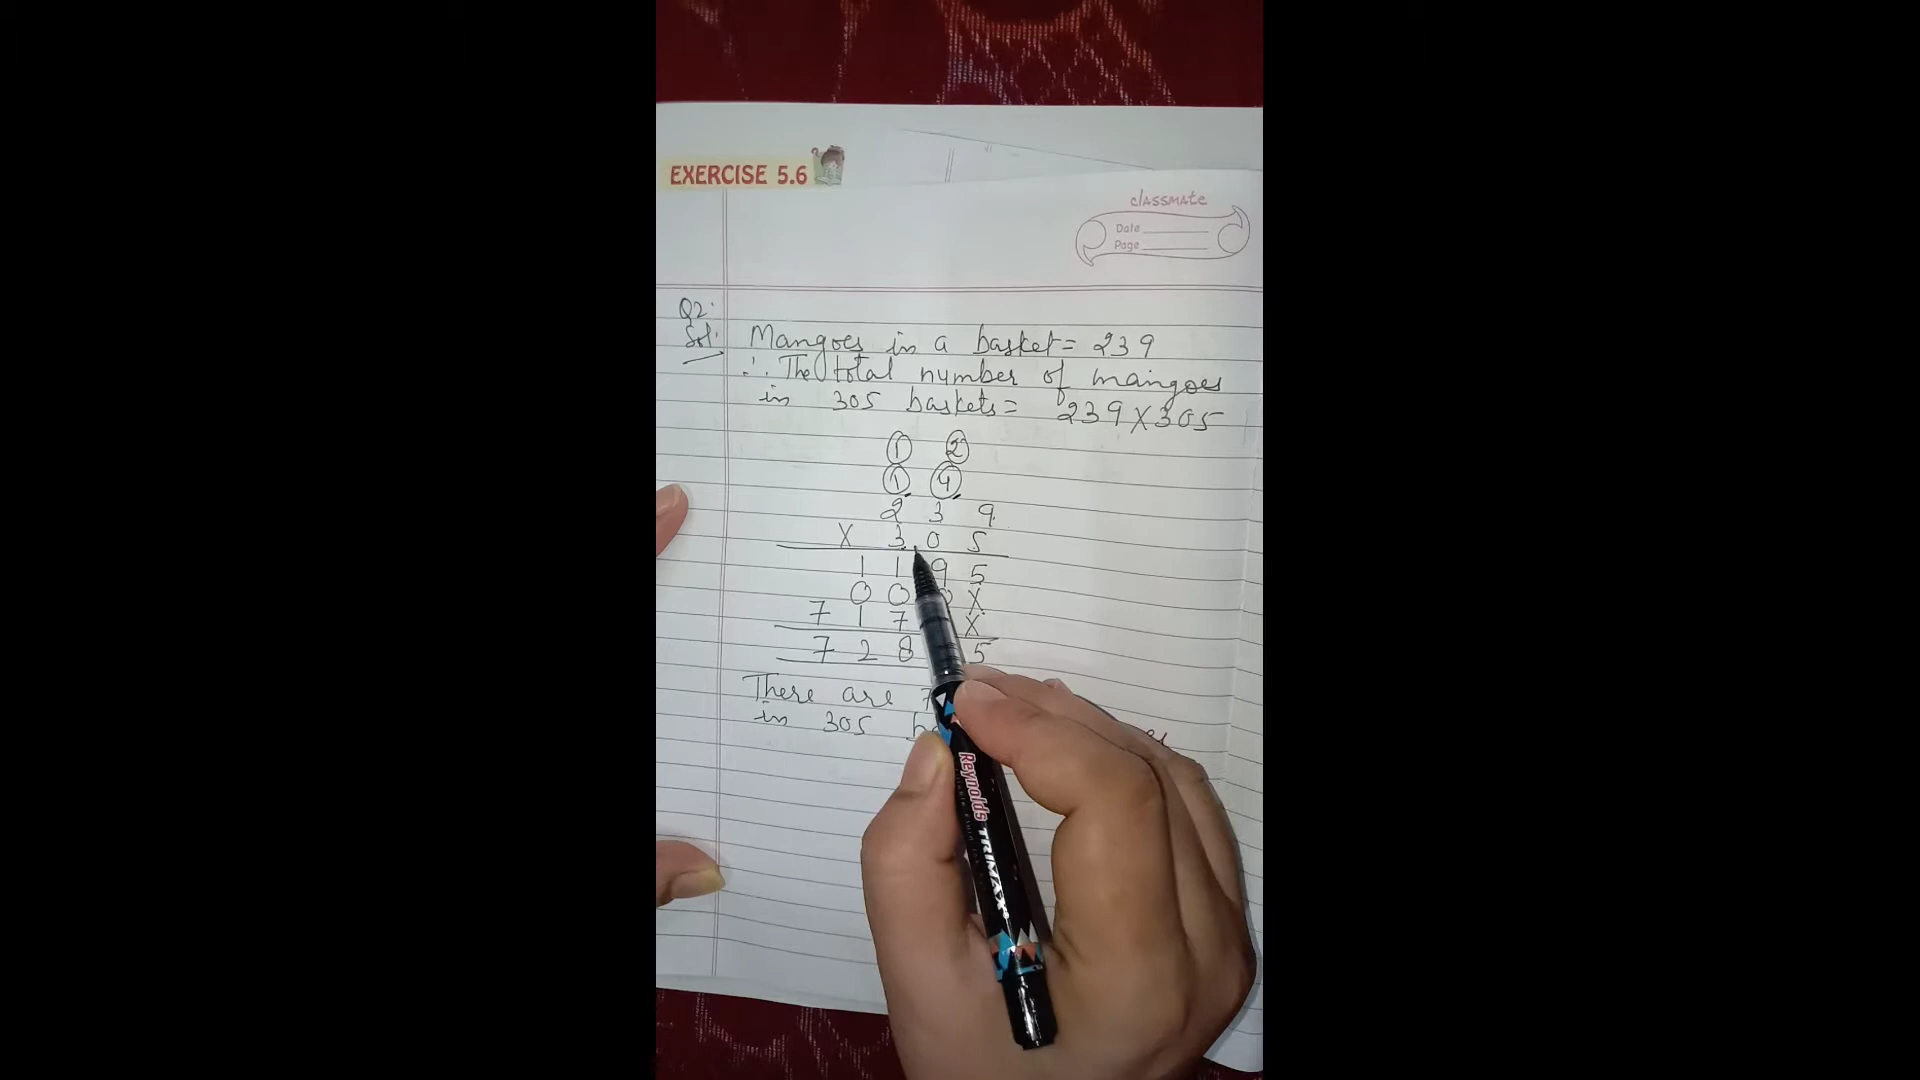 EXERCISE 5.6
classmate
Date
Page
Q2:
Sol: Mangoes in a basket = 239
∴ The total number of mangoes
in 305 baskets = 239 X 305
1 2
1 4
2 3 9
X 3 0 5
1 1 9 5
0 0 0 X
7 1 7 X
7 2 8 5
There are 7
in 305
Reynolds TRIMAX